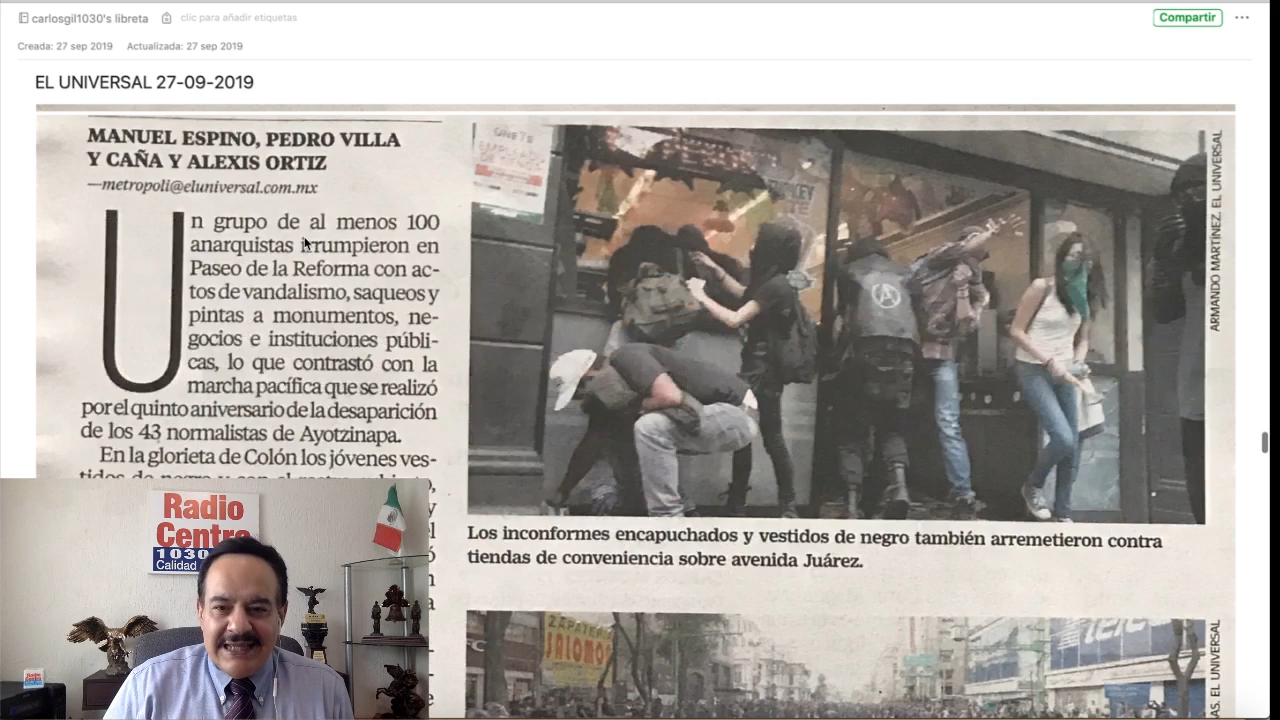 carlosgil1030's libreta
clic para añadir etiquetas
Compartir
Creada: 27 sep 2019 Actualizada: 27 sep 2019
EL UNIVERSAL 27-09-2019
MANUEL ESPINO, PEDRO VILLA
Y CAÑA Y ALEXIS ORTIZ
—metropoli@eluniversal.com.mx
Un grupo de al menos 100
anarquistas irrumpieron en
Paseo de la Reforma con ac-
tos de vandalismo, saqueos y
pintas a monumentos, ne-
gocios e instituciones públi-
cas, lo que contrastó con la
marcha pacífica que se realizó
por el quinto aniversario de la desaparición
de los 43 normalistas de Ayotzinapa.
En la glorieta de Colón los jóvenes ves-
ARMANDO MARTÍNEZ. EL UNIVERSAL
Los inconformes encapuchados y vestidos de negro también arremetieron contra
tiendas de conveniencia sobre avenida Juárez.
ZAPATERIA
SALOMO
EL UNIVERSAL
Radio
Centro
1030
Calidad